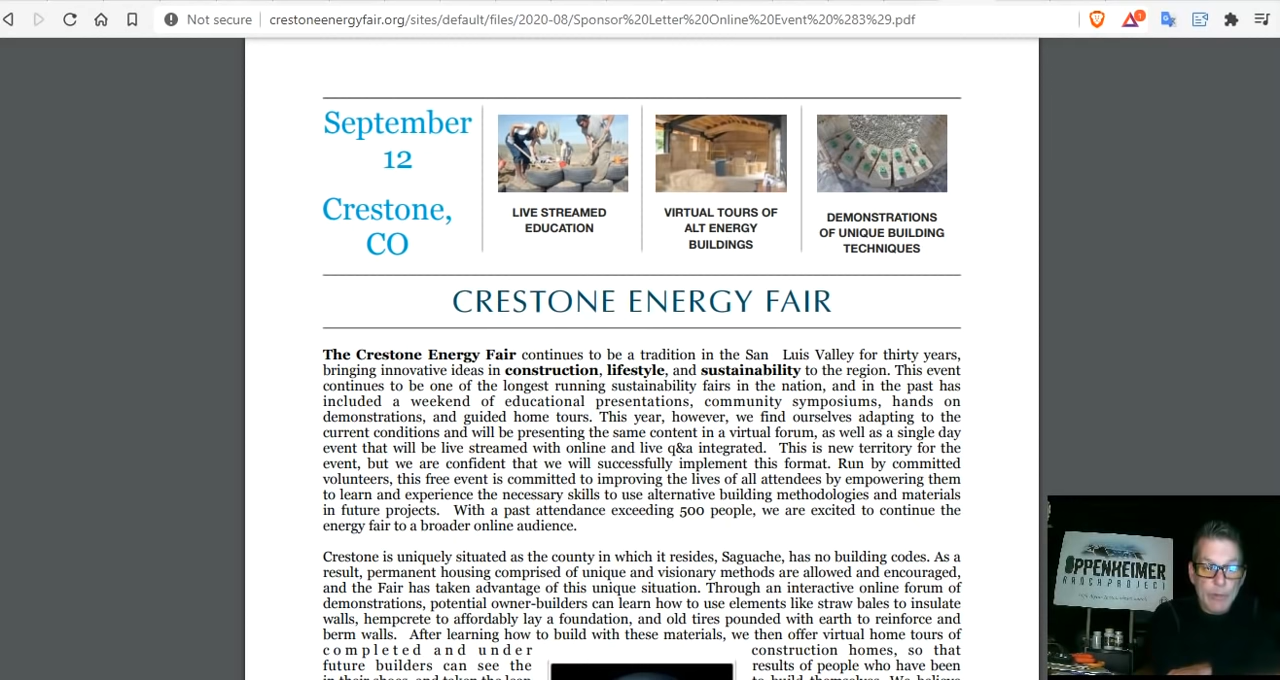 Not secure | crestoneenergyfair.org/sites/default/files/2020-08/Sponsor%20Letter%20Online%20Event%20%283%29.pdf
1
September
12
Crestone,
CO
LIVE STREAMED
EDUCATION
VIRTUAL TOURS OF
ALT ENERGY
BUILDINGS
DEMONSTRATIONS
OF UNIQUE BUILDING
TECHNIQUES
CRESTONE ENERGY FAIR
The Crestone Energy Fair continues to be a tradition in the San Luis Valley for thirty years,
bringing innovative ideas in construction, lifestyle, and sustainability to the region. This event
continues to be one of the longest running sustainability fairs in the nation, and in the past has
included a weekend of educational presentations, community symposiums, hands on
demonstrations, and guided home tours. This year, however, we find ourselves adapting to the
current conditions and will be presenting the same content in a virtual forum, as well as a single day
event that will be live streamed with online and live q&a integrated. This is new territory for the
event, but we are confident that we will successfully implement this format. Run by committed
volunteers, this free event is committed to improving the lives of all attendees by empowering them
to learn and experience the necessary skills to use alternative building methodologies and materials
in future projects. With a past attendance exceeding 500 people, we are excited to continue the
energy fair to a broader online audience.
Crestone is uniquely situated as the county in which it resides, Saguache, has no building codes. As a
result, permanent housing comprised of unique and visionary methods are allowed and encouraged,
and the Fair has taken advantage of this unique situation. Through an interactive online forum of
demonstrations, potential owner-builders can learn how to use elements like straw bales to insulate
walls, hempcrete to affordably lay a foundation, and old tires pounded with earth to reinforce and
berm walls. After learning how to build with these materials, we then offer virtual home tours of
completed and under construction homes, so that
future builders can see the results of people who have been
in their shoes, and taken the leap to build themselves. We believe
OPPENHEIMER
RANCH PROJECT